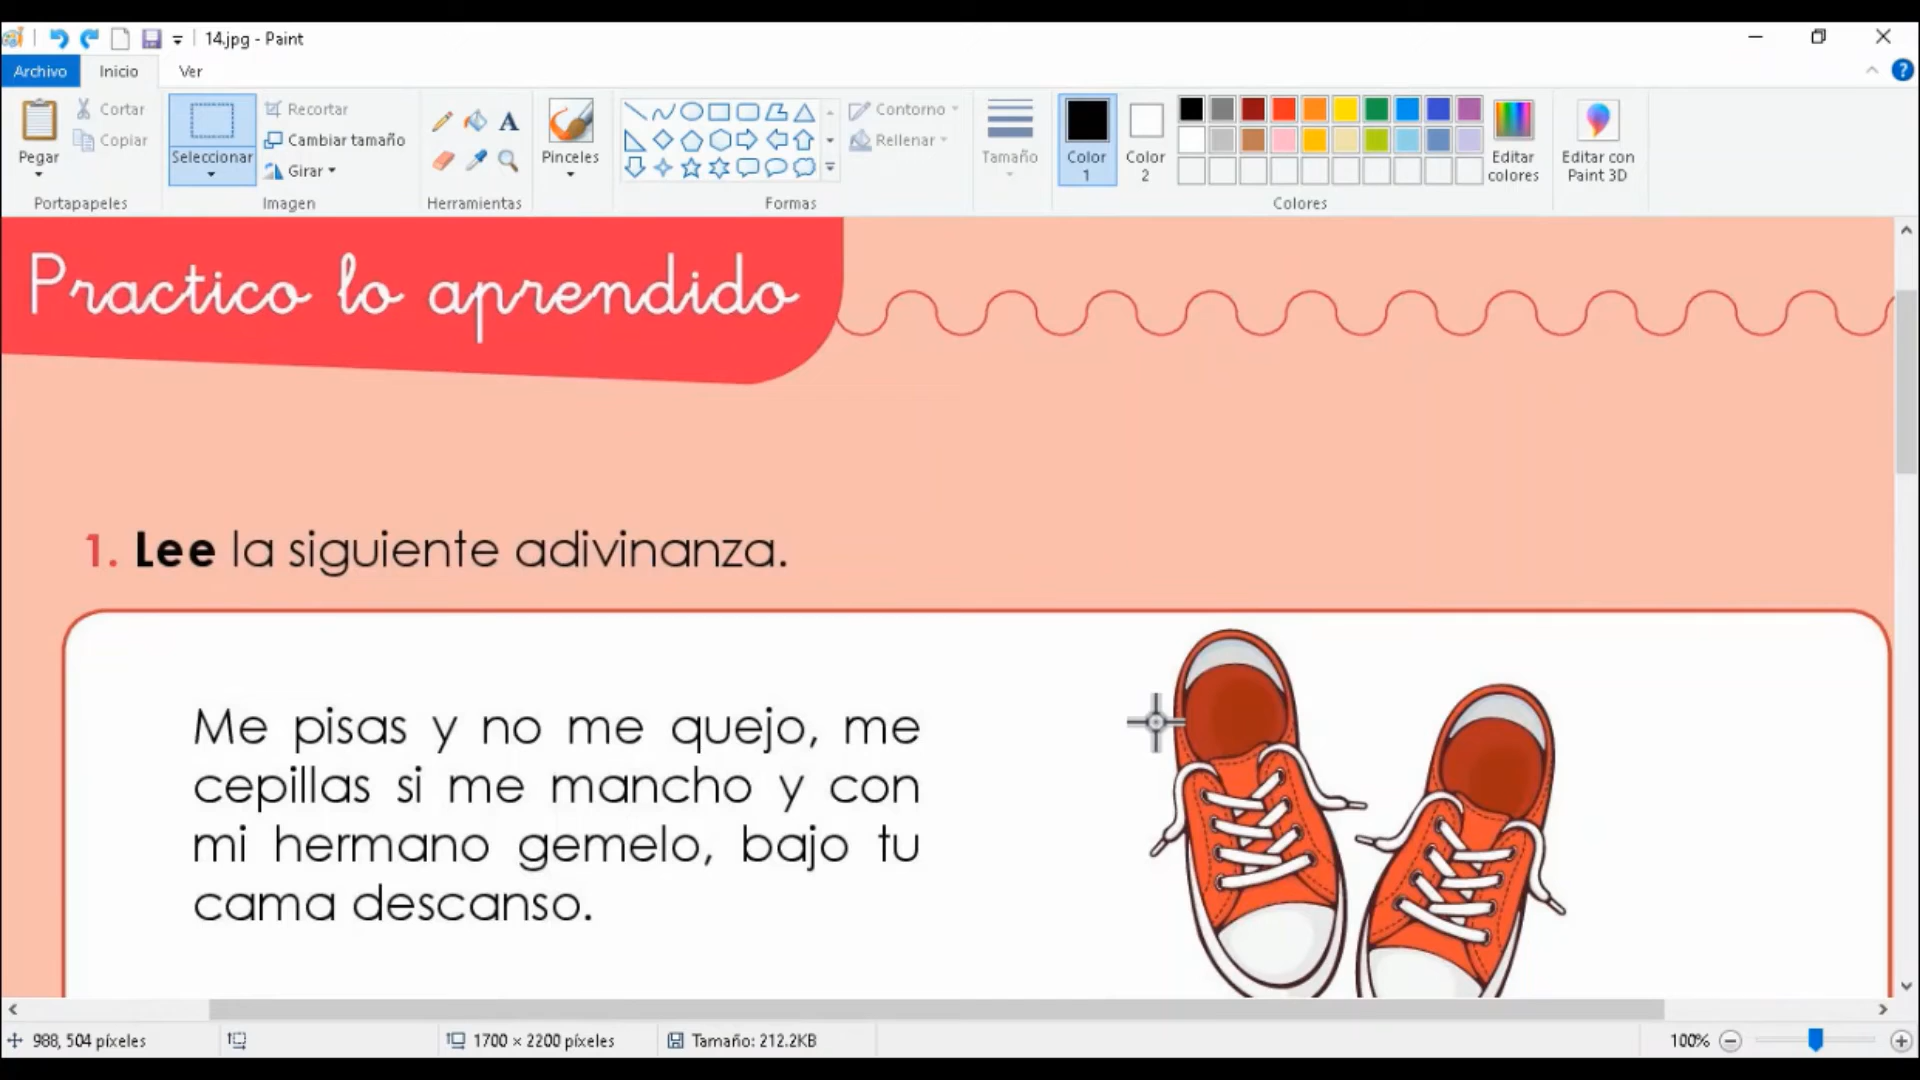 14.jpg - Paint
Archivo Inicio Ver
Pegar
Cortar
Copiar
Portapapeles
Seleccionar
Recortar
Cambiar tamaño
Girar
Imagen
A
Herramientas
Pinceles
Formas
Contorno
Rellenar
Tamaño
Color
1
Color
2
Colores
Editar
colores
Editar con
Paint 3D
Practico lo aprendido
1. Lee la siguiente adivinanza.
Me pisas y no me quejo, me
cepillas si me mancho y con
mi hermano gemelo, bajo tu
cama descanso.
988, 504 píxeles
1700 × 2200 píxeles
Tamaño: 212.2KB
100%